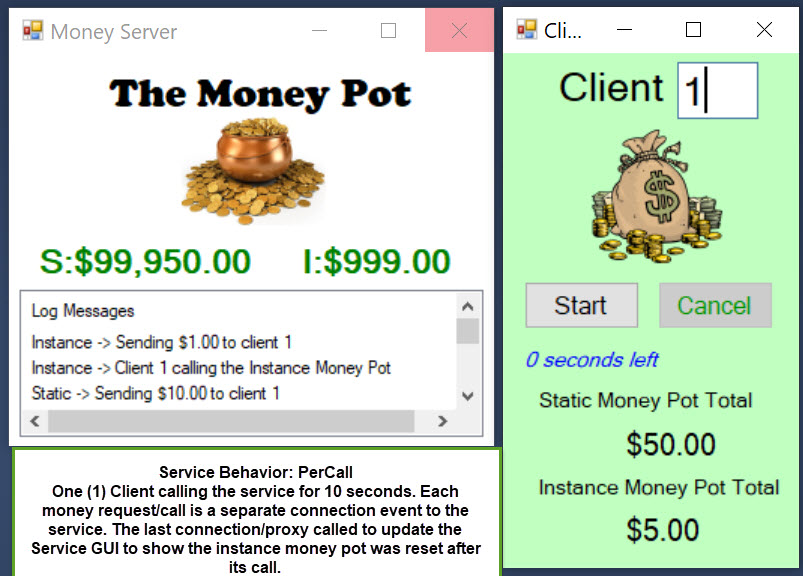 Money Server
The Money Pot
S:$99,950.00 I:$999.00
Log Messages
Instance -> Sending $1.00 to client 1
Instance -> Client 1 calling the Instance Money Pot
Static -> Sending $10.00 to client 1
Service Behavior: PerCall
One (1) Client calling the service for 10 seconds. Each
money request/call is a separate connection event to the
service. The last connection/proxy called to update the
Service GUI to show the instance money pot was reset after
its call.
Cli...
Client 1
$
Start Cancel
0 seconds left
Static Money Pot Total
$50.00
Instance Money Pot Total
$5.00